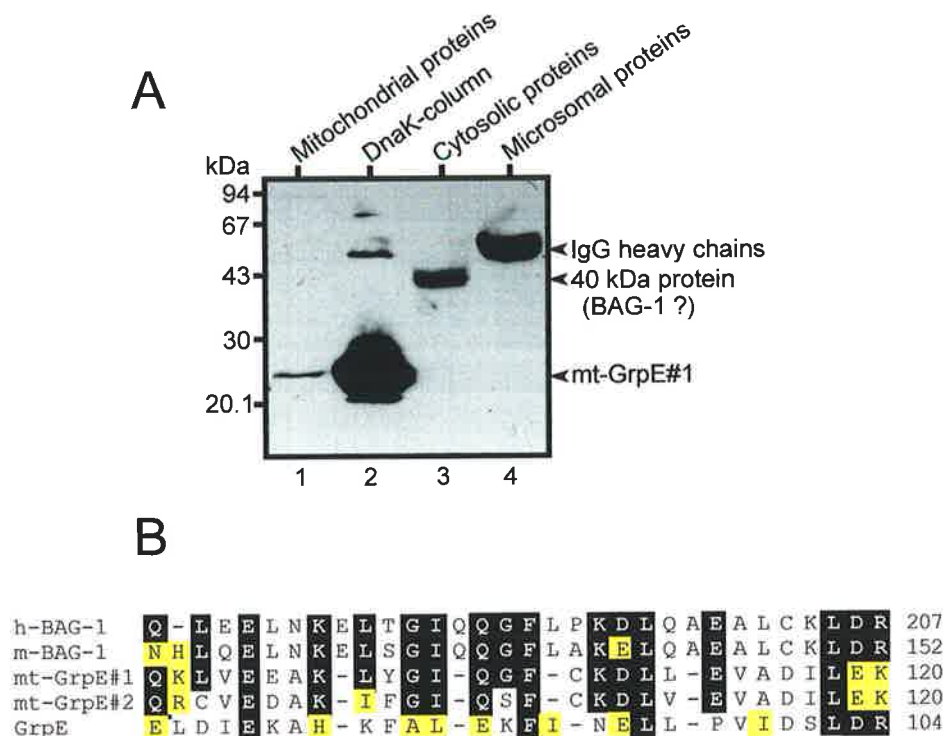 A
Mitochondrial proteins
DnaK-column
Cytosolic proteins
Microsomal proteins
kDa
94
67
43
30
20.1
IgG heavy chains
40 kDa protein
(BAG-1 ?)
mt-GrpE#1
1 2 3 4
B
h-BAG-1 Q - L E E L N K E L T G I Q Q G F L P K D L Q A E A L C K L D R 207
m-BAG-1 N H L Q E L N K E L S G I Q Q G F L A K E L Q A E A L C K L D R 152
mt-GrpE#1 Q K L V E E A K - L Y G I - Q G F - C K D L L - E V A D I L E K 120
mt-GrpE#2 Q R C V E D A K - I F G I - Q S F - C K D L V - E V A D I L E K 120
GrpE E L D I E K A H - K F A L - E K F I - N E L L - P V I D S L D R 104